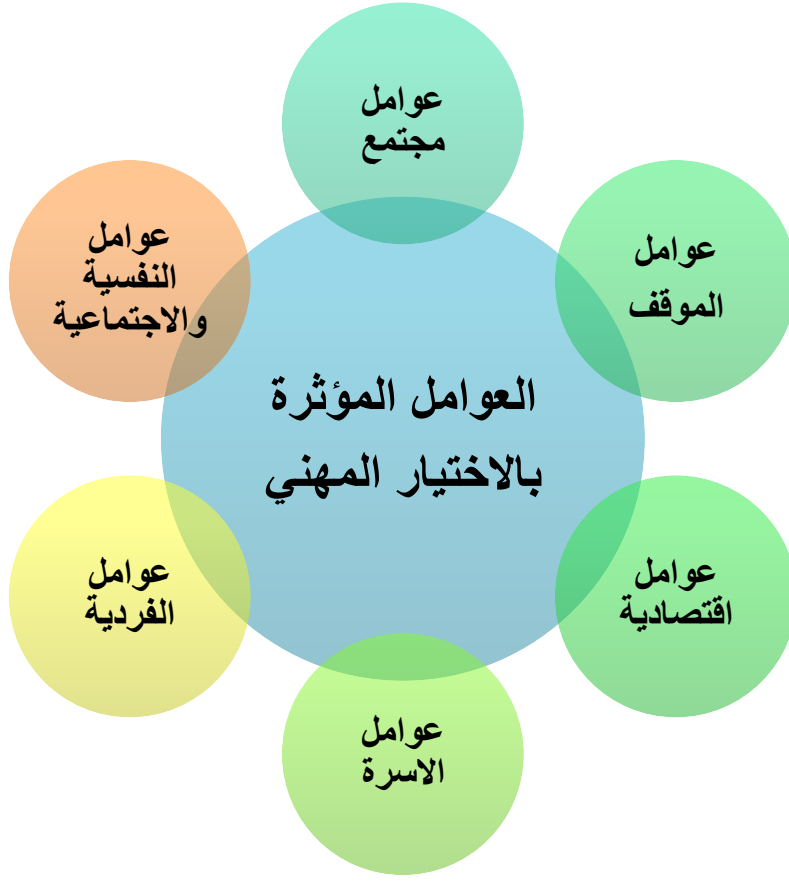 عوامل
مجتمع
عوامل
الموقف
عوامل
اقتصادية
عوامل
الاسرة
عوامل
الفردية
عوامل
النفسية
والاجتماعية
العوامل المؤثرة
بالاختيار المهني